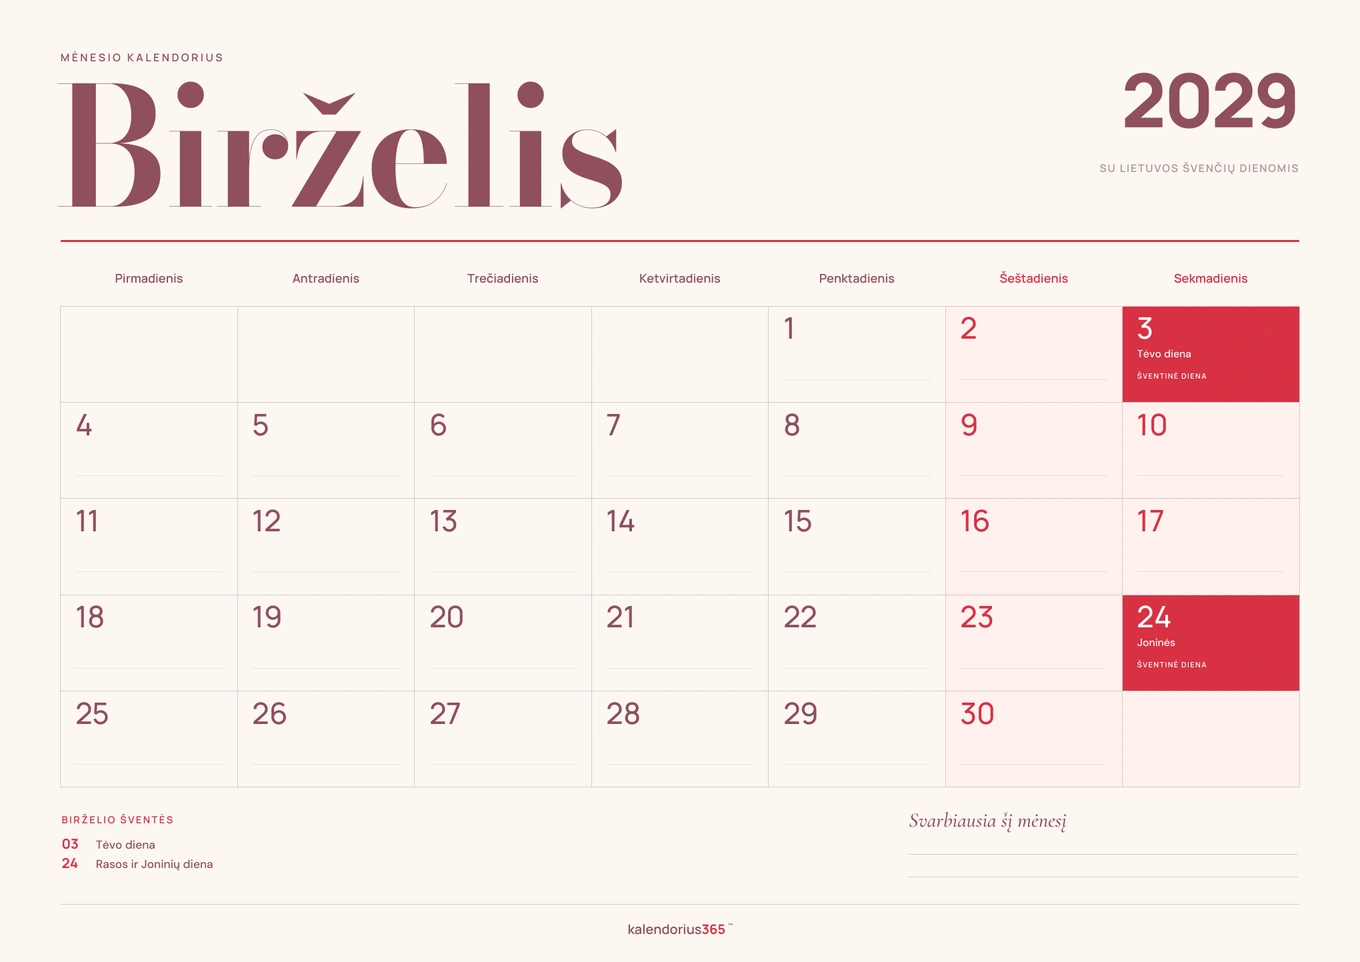 MĖNESIO KALENDORIUS
Birželis
2029
SU LIETUVOS ŠVENČIŲ DIENOMIS
Pirmadienis Antradienis Trečiadienis Ketvirtadienis Penktadienis Šeštadienis Sekmadienis
1 2 3
Tėvo diena
ŠVENTINĖ DIENA
4 5 6 7 8 9 10
11 12 13 14 15 16 17
18 19 20 21 22 23 24
Joninės
ŠVENTINĖ DIENA
25 26 27 28 29 30
BIRŽELIO ŠVENTĖS
03 Tėvo diena
24 Rasos ir Joninių diena
Svarbiausia šį mėnesį
kalendorius365™